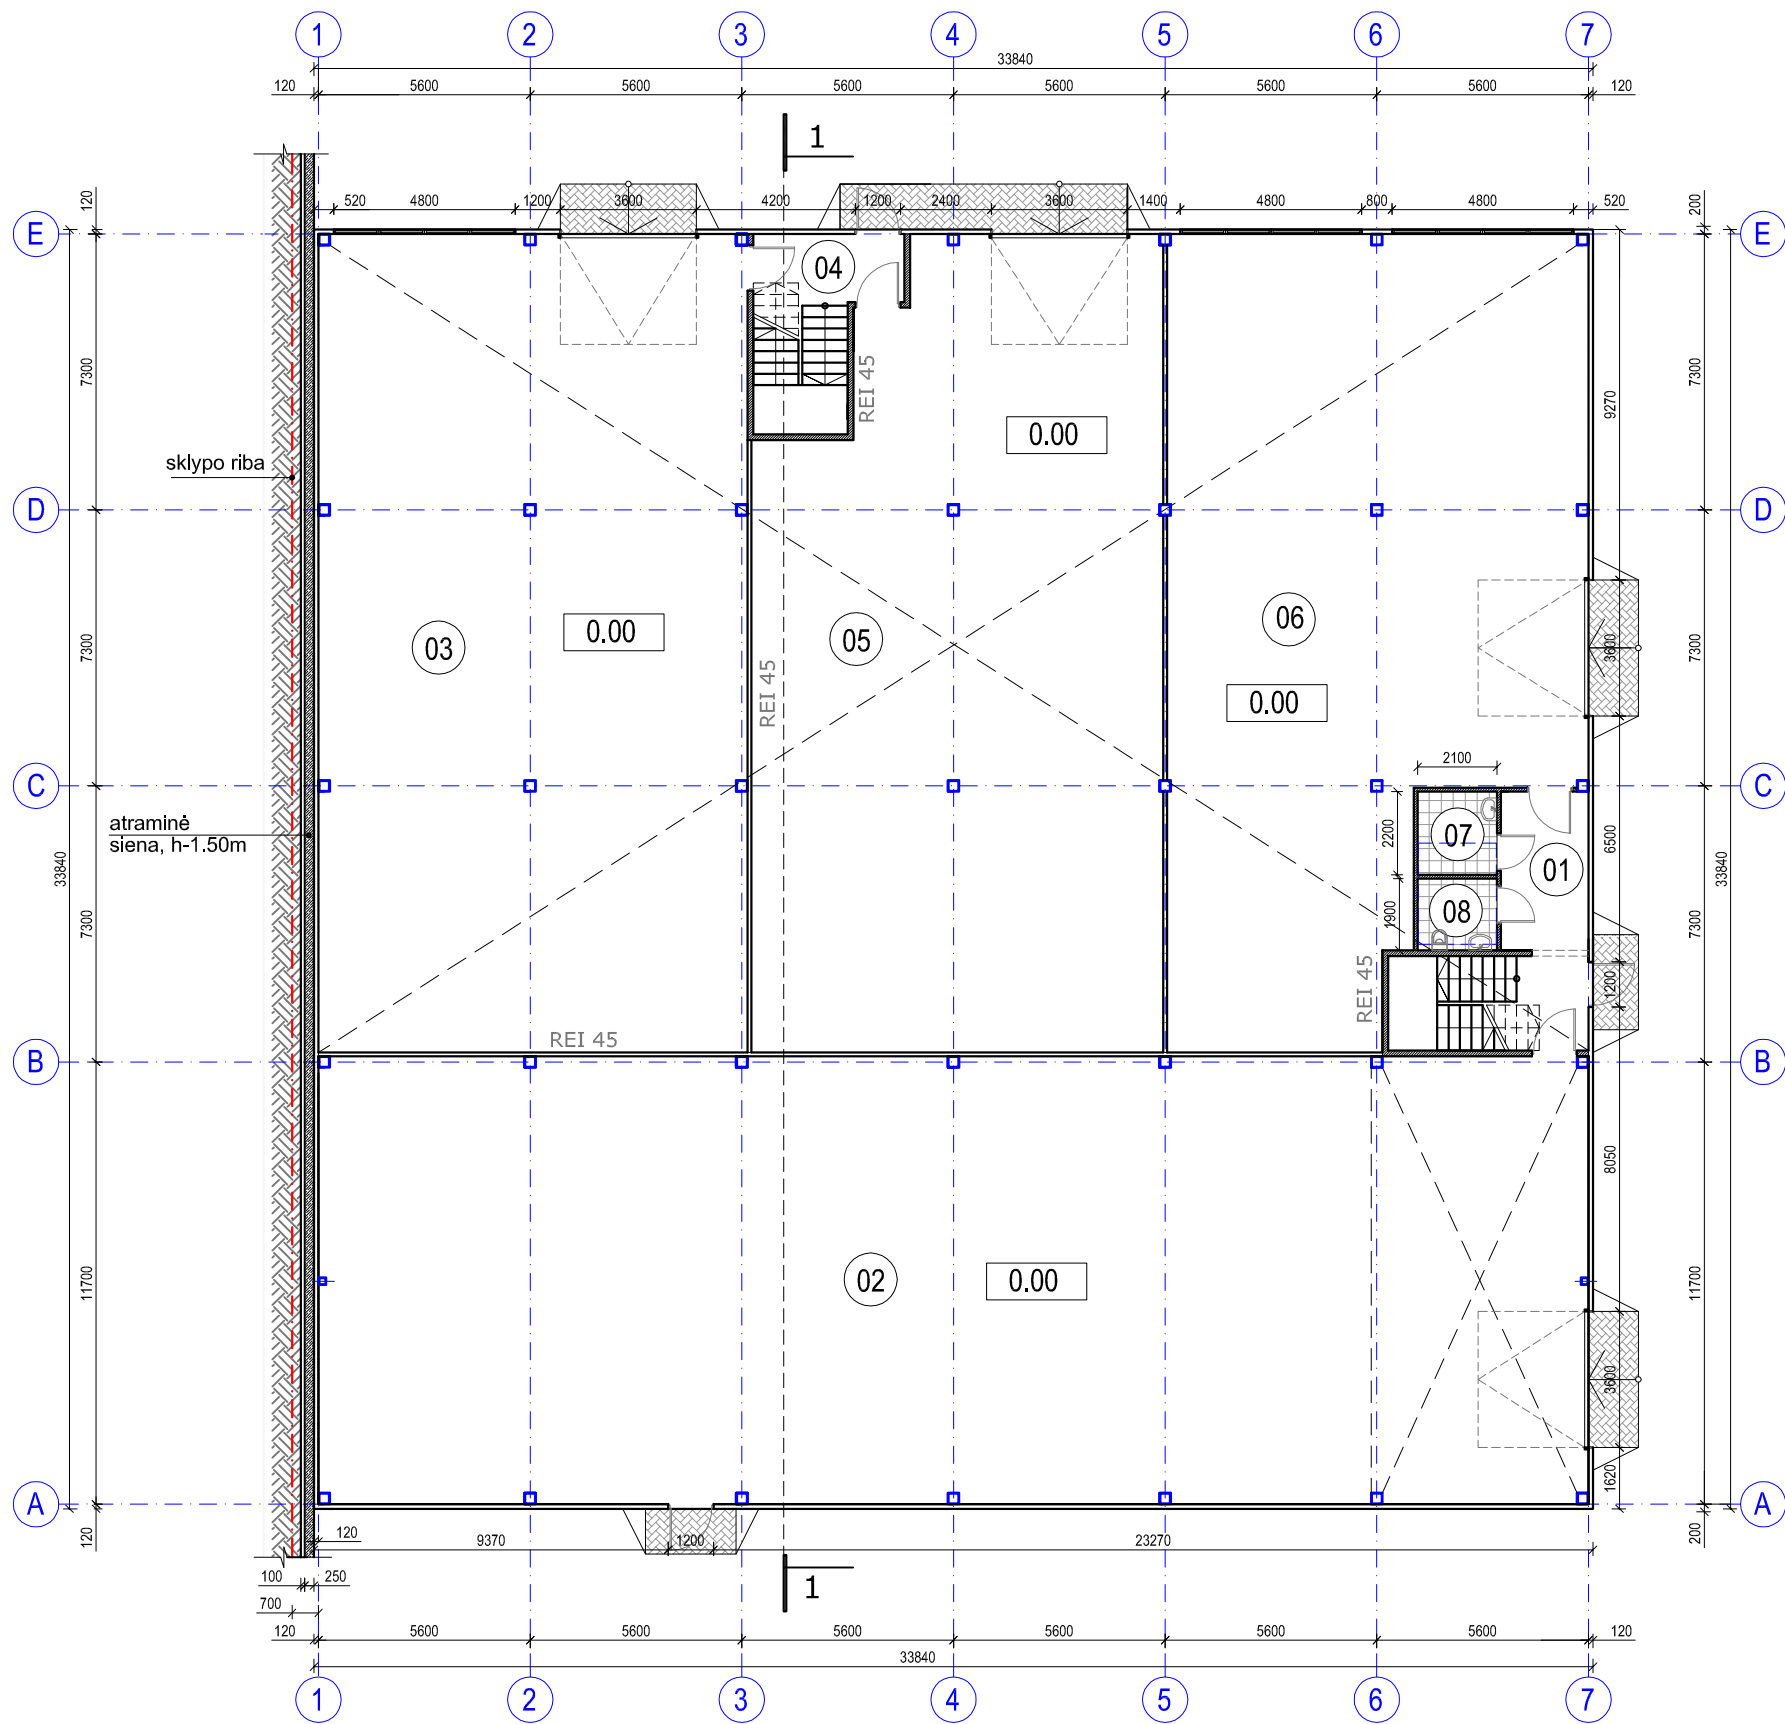 1 2 3 4 5 6 7
33840
120 5600 5600 5600 5600 5600 5600 120
1
120 520 4800 1200 3600 4200 1200 2400 3600 1400 4800 800 4800 520 200
E E
04
7300 REI 45 7300
9270
0.00
sklypo riba
D D
06
03 0.00 05
7300 3600 7300
REI 45 0.00
2100
C C
atraminė
siena, h-1.50m
2200 07 6500
33840 01 33840
1900 08
7300 7300
REI 45 1200
REI 45
B B
8050
02 0.00
11700 11700
3600
1620
A A
120 120 9370 1200 23270 200
100 250 1
700
120 5600 5600 5600 5600 5600 5600 120
33840
1 2 3 4 5 6 7